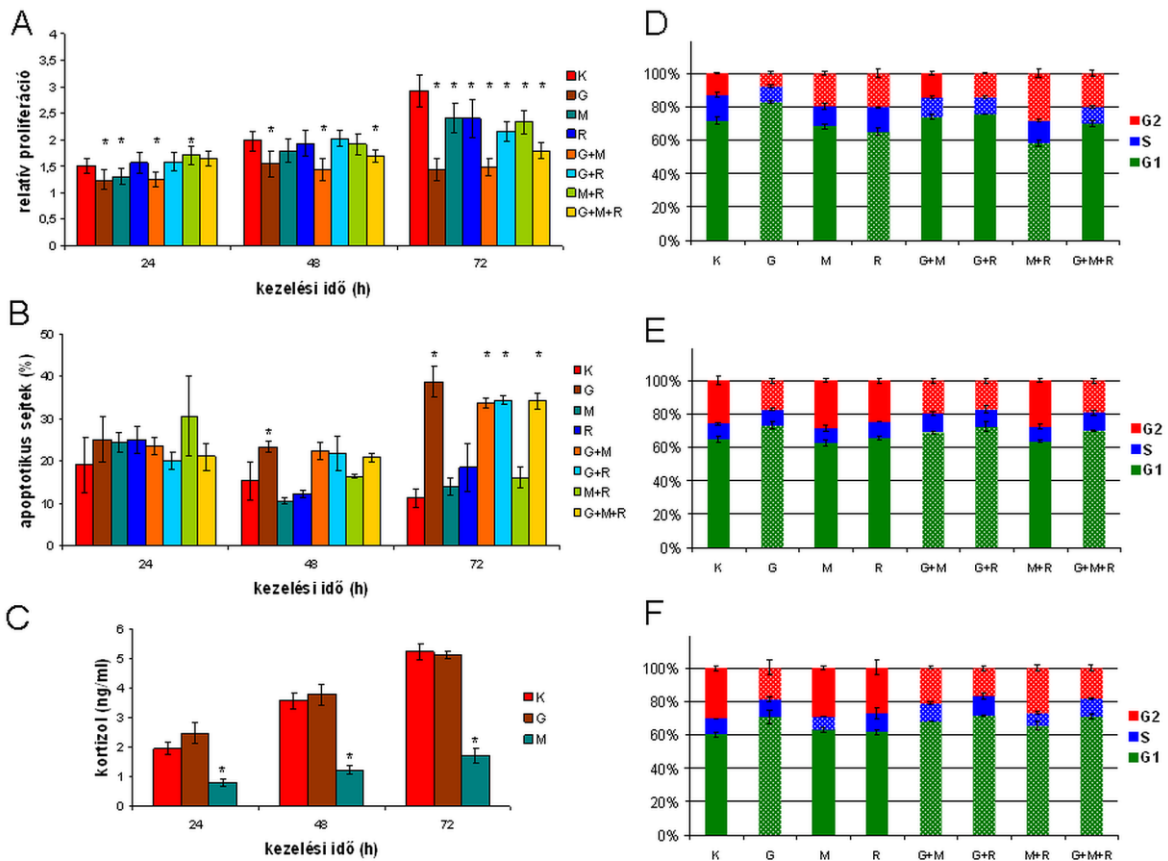 A
relatív proliferáció
4
3,5
3
2,5
2
1,5
1
0,5
0
* * * *
* * *
* * * * * * *
24 48 72
kezelési idő (h)
K
G
M
R
G+M
G+R
M+R
G+M+R
B
apoptotikus sejtek (%)
50
40
30
20
10
0
*
* * * *
24 48 72
kezelési idő (h)
K
G
M
R
G+M
G+R
M+R
G+M+R
C
kortizol (ng/ml)
6
5
4
3
2
1
0
* * *
24 48 72
kezelési idő (h)
K
G
M
D
100%
80%
60%
40%
20%
0%
K G M R G+M G+R M+R G+M+R
G2
S
G1
E
100%
80%
60%
40%
20%
0%
K G M R G+M G+R M+R G+M+R
G2
S
G1
F
100%
80%
60%
40%
20%
0%
K G M R G+M G+R M+R G+M+R
G2
S
G1